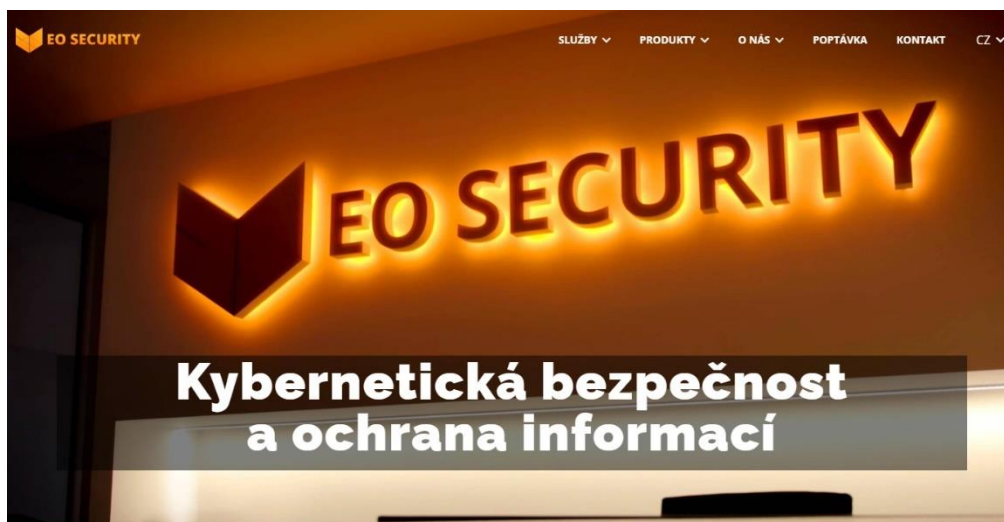 EO SECURITY
SLUŽBY
PRODUKTY
O NÁS
POPTÁVKA
KONTAKT
CZ
EO SECURITY
Kybernetická bezpečnost
a ochrana informací